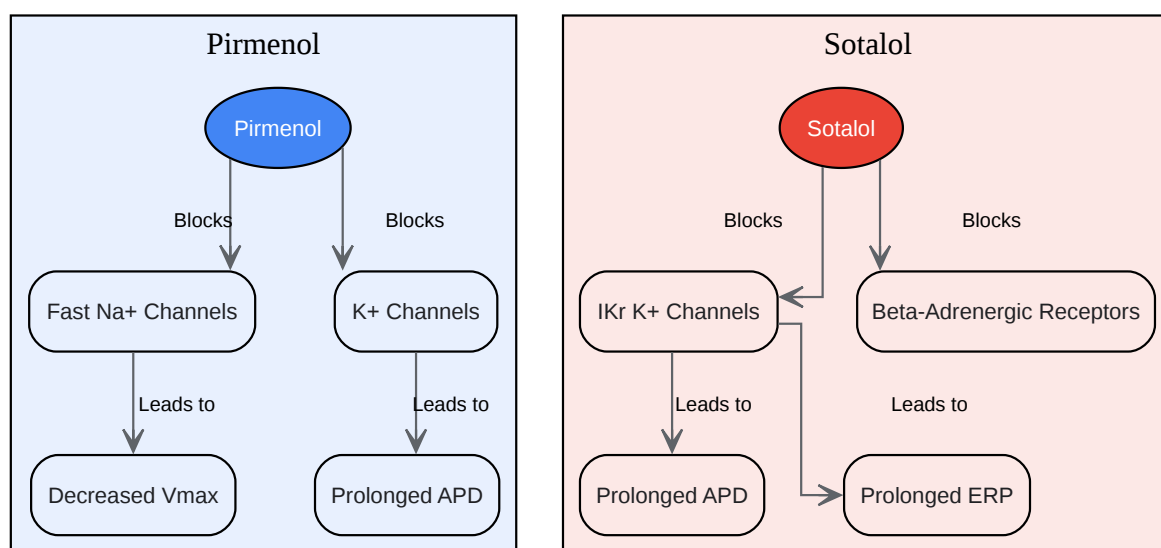 Pirmenol
Sotalol
Pirmenol
Sotalol
Blocks
Blocks
Blocks
Blocks
Fast Na+ Channels
K+ Channels
IKr K+ Channels
Beta-Adrenergic Receptors
Leads to
Leads to
Leads to
Leads to
Decreased Vmax
Prolonged APD
Prolonged APD
Prolonged ERP